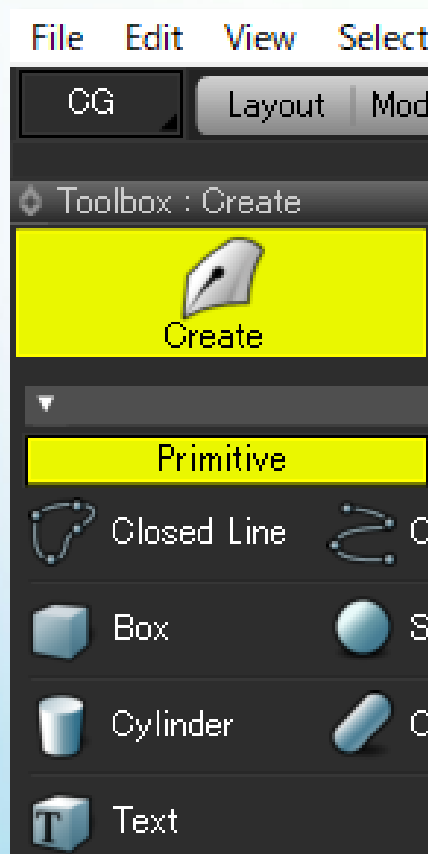 File Edit View Select
CG Layout Mod
Toolbox : Create
Create
Primitive
Closed Line C
Box S
Cylinder C
T Text